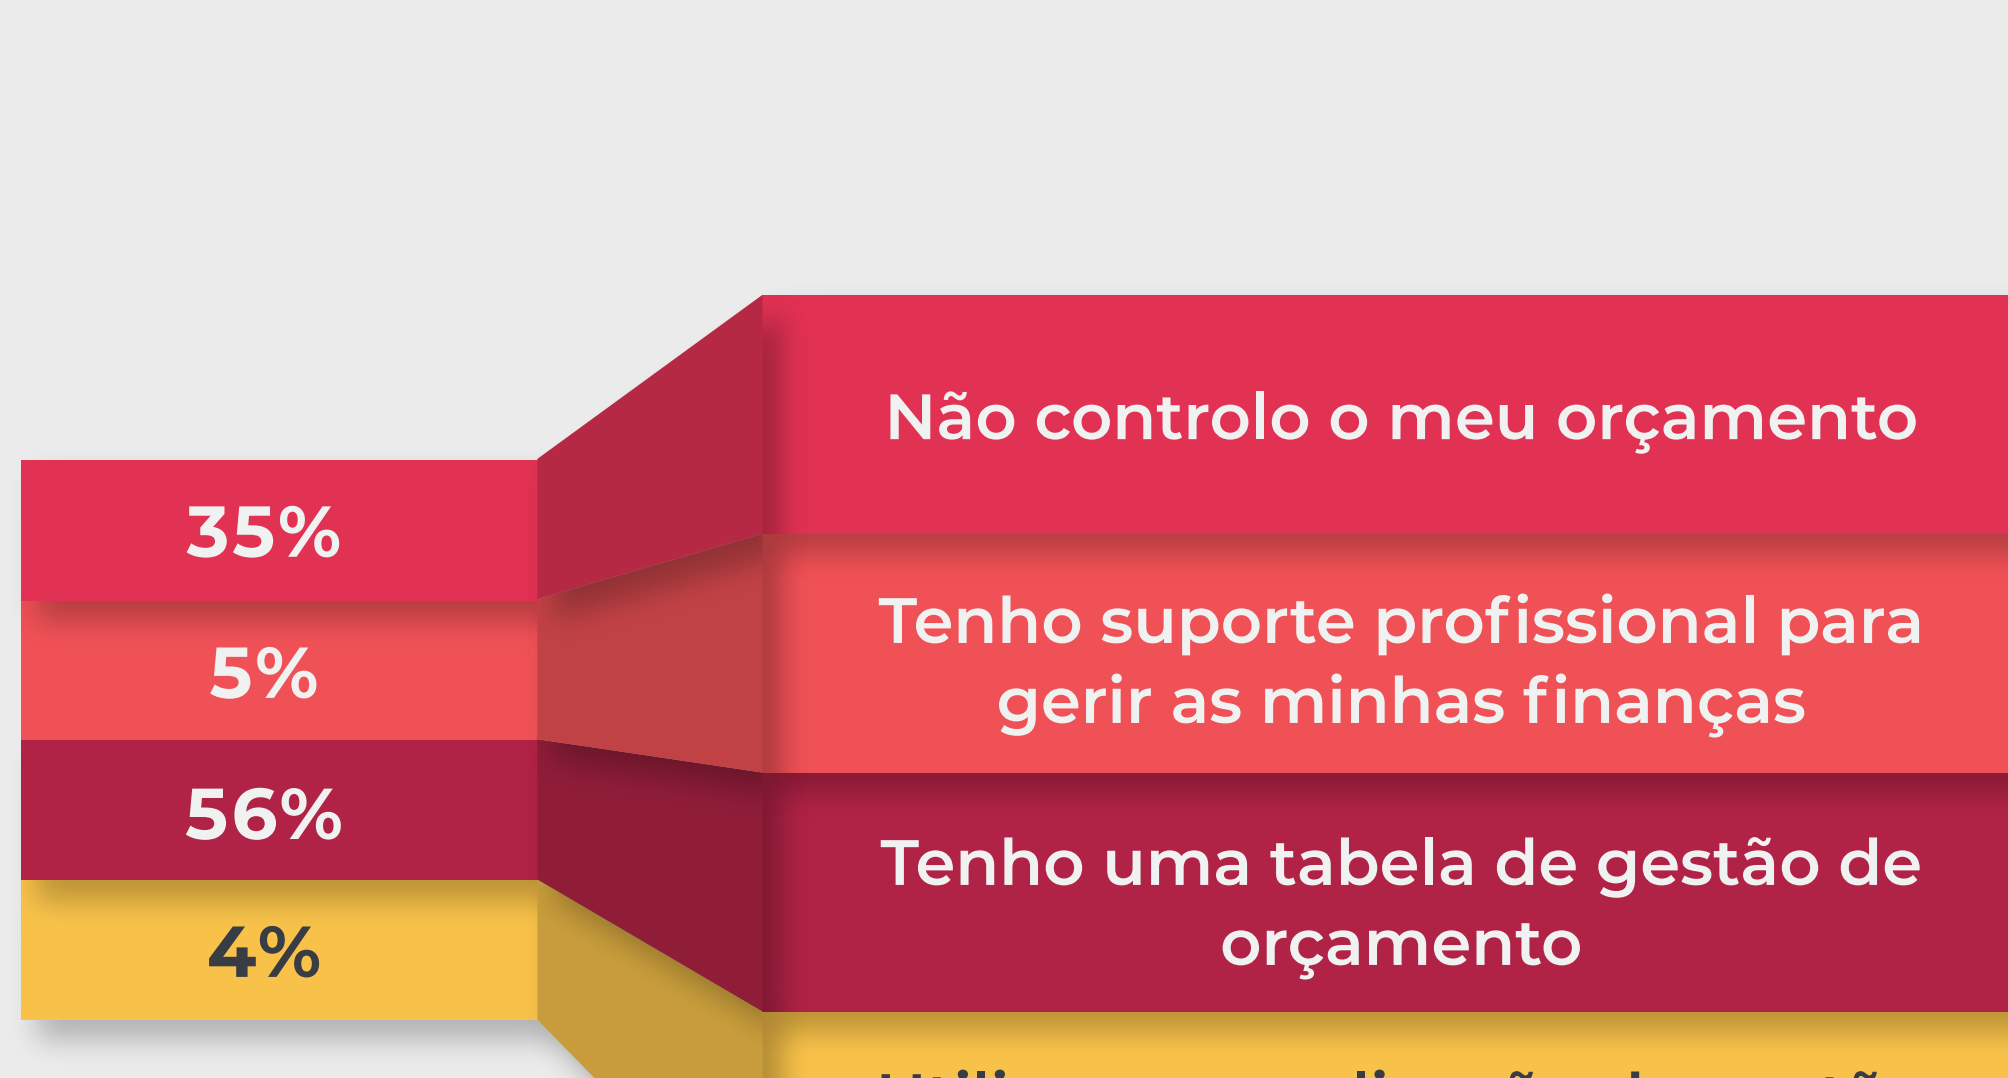 Não controlo o meu orçamento
35%
Tenho suporte profissional para
gerir as minhas finanças
5%
Tenho uma tabela de gestão de
orçamento
56%
4%